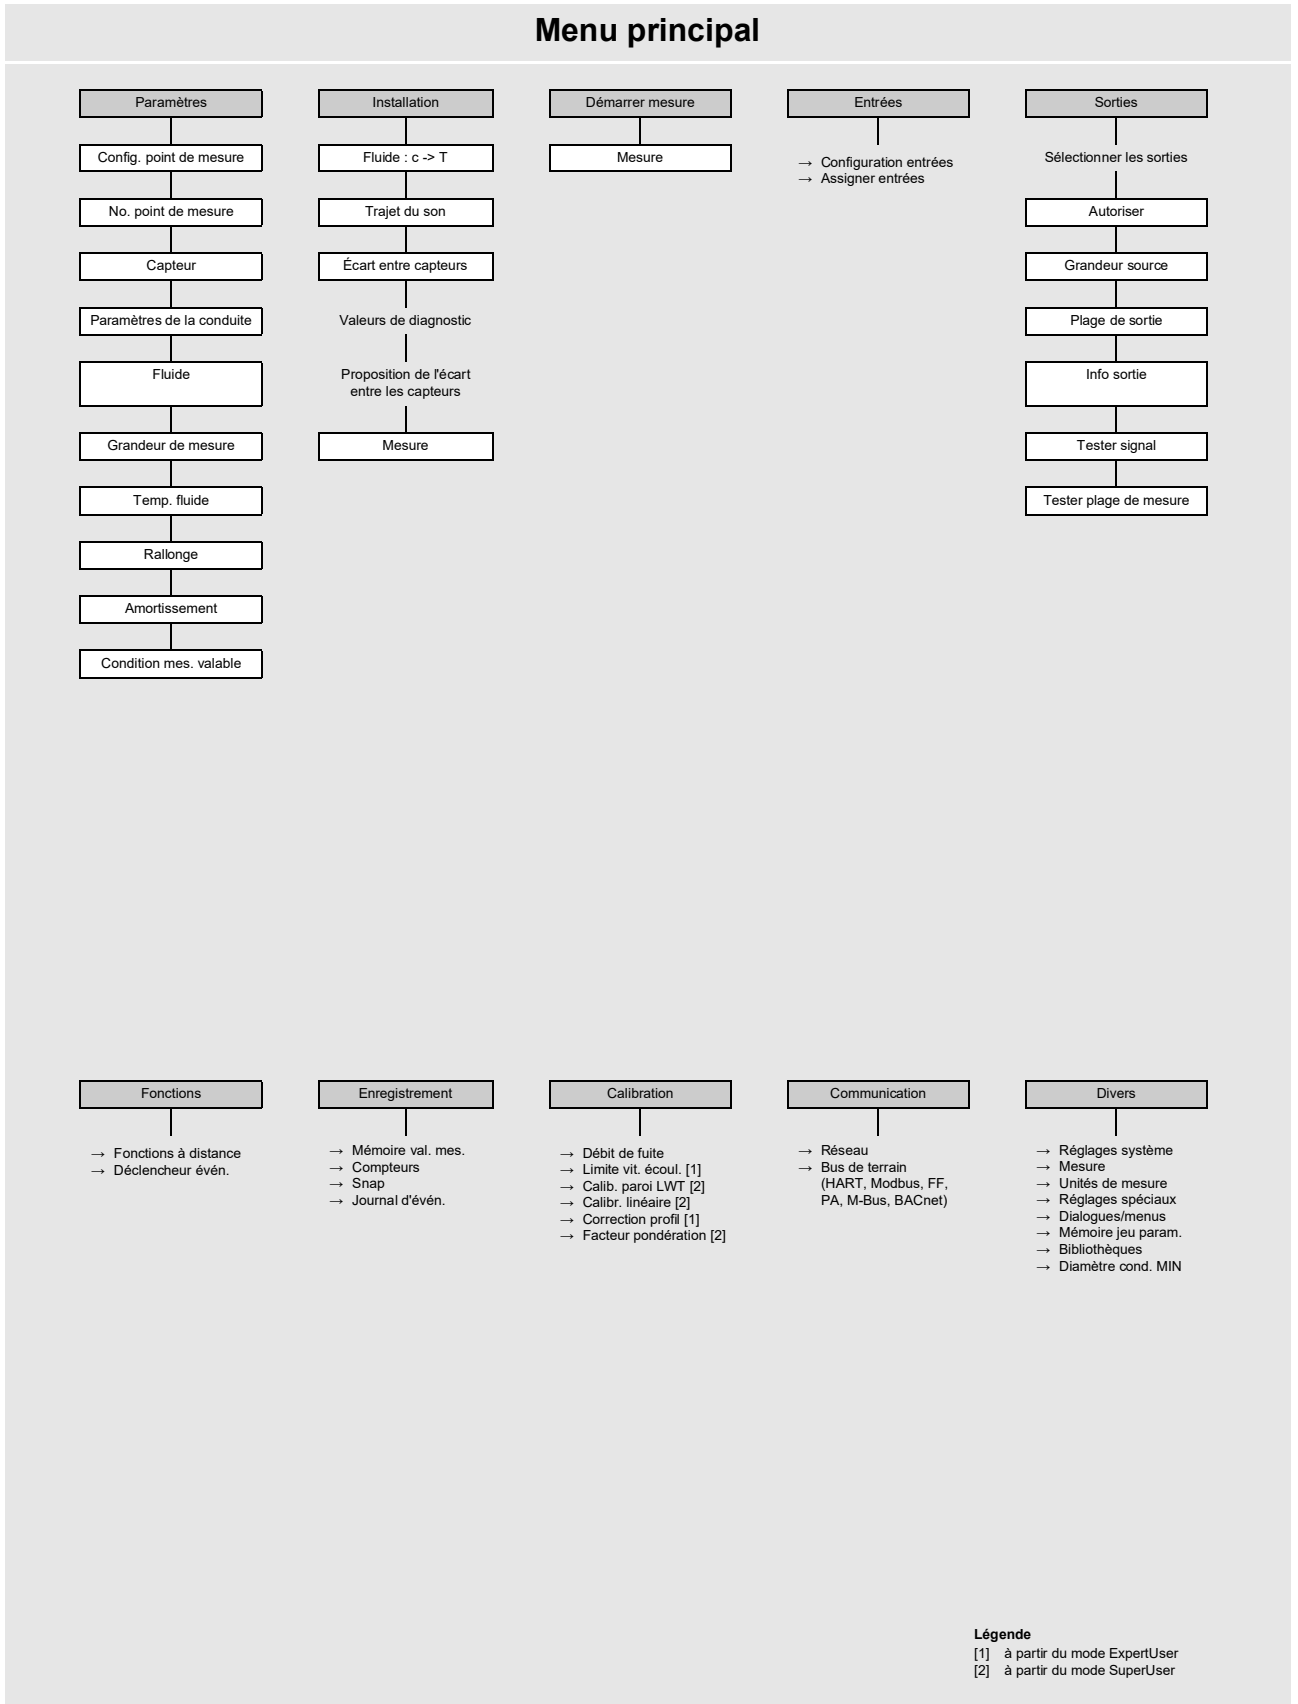 Menu principal
Paramètres
Config. point de mesure
No. point de mesure
Capteur
Paramètres de la conduite
Fluide
Grandeur de mesure
Temp. fluide
Rallonge
Amortissement
Condition mes. valable
Installation
Fluide : c -> T
Trajet du son
Écart entre capteurs
Valeurs de diagnostic
Proposition de l'écart
entre les capteurs
Mesure
Démarrer mesure
Mesure
Entrées
→ Configuration entrées
→ Assigner entrées
Sorties
Sélectionner les sorties
Autoriser
Grandeur source
Plage de sortie
Info sortie
Tester signal
Tester plage de mesure
Fonctions
→ Fonctions à distance
→ Déclencheur évén.
Enregistrement
→ Mémoire val. mes.
→ Compteurs
→ Snap
→ Journal d'évén.
Calibration
→ Débit de fuite
→ Limite vit. écoul. [1]
→ Calib. paroi LWT [2]
→ Calibr. linéaire [2]
→ Correction profil [1]
→ Facteur pondération [2]
Communication
→ Réseau
→ Bus de terrain
(HART, Modbus, FF,
PA, M-Bus, BACnet)
Divers
→ Réglages système
→ Mesure
→ Unités de mesure
→ Réglages spéciaux
→ Dialogues/menus
→ Mémoire jeu param.
→ Bibliothèques
→ Diamètre cond. MIN
Légende
[1] à partir du mode ExpertUser
[2] à partir du mode SuperUser